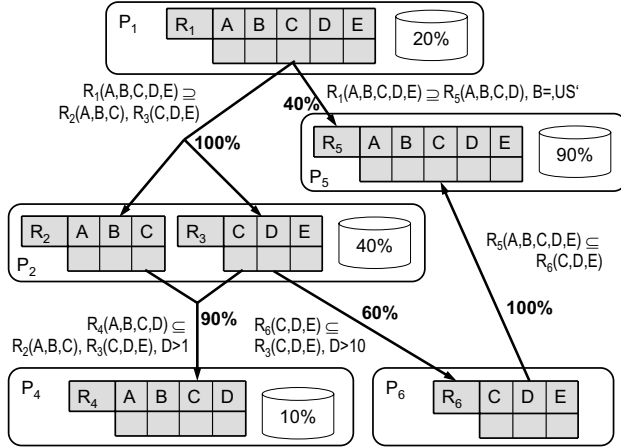 P1 R1 A B C D E
20%
R1(A,B,C,D,E) ⊇
R2(A,B,C), R3(C,D,E)
40%
R1(A,B,C,D,E) ⊇ R5(A,B,C,D), B=‚US‘
100%
R5 A B C D E
90%
P5
R2 A B C R3 C D E
40%
P2
R5(A,B,C,D,E) ⊆
R6(C,D,E)
100%
R4(A,B,C,D) ⊆
R2(A,B,C), R3(C,D,E), D>1
90%
R6(C,D,E) ⊆
R3(C,D,E), D>10
60%
P4 R4 A B C D
10%
P6 R6 C D E